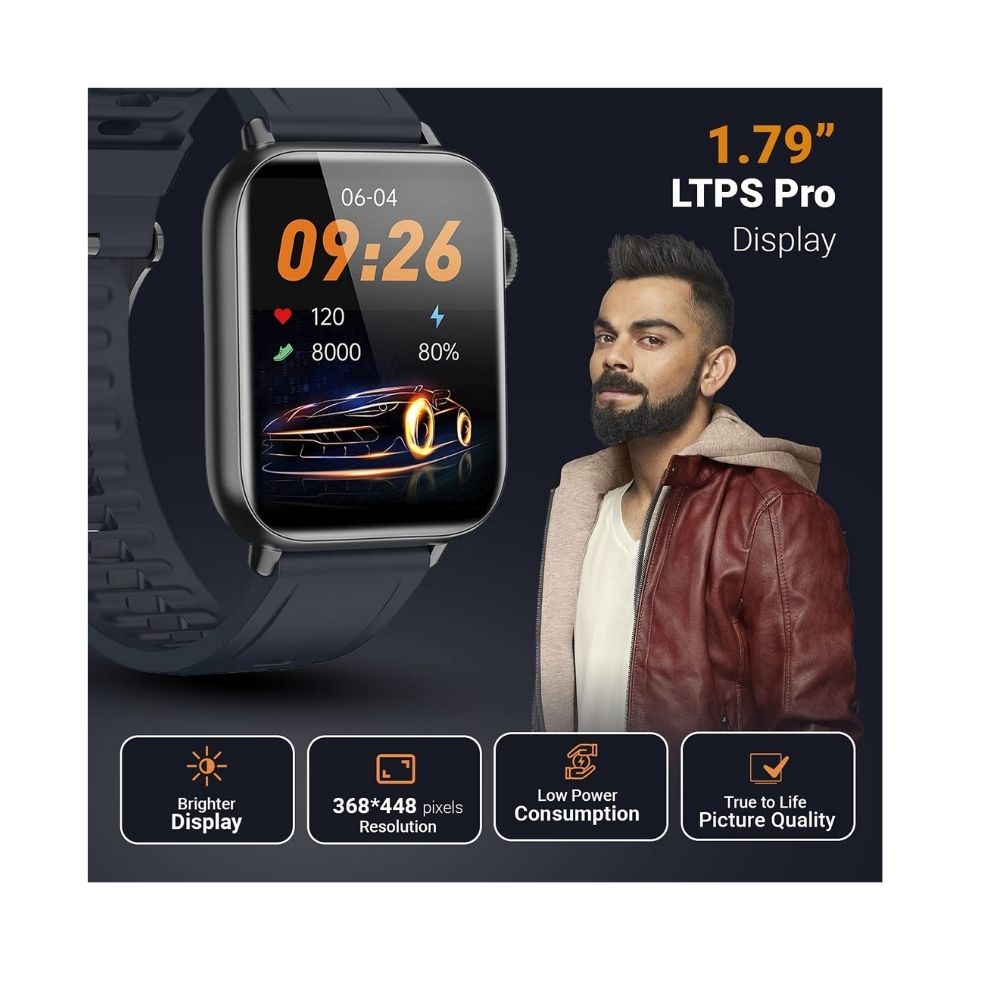 1.79”
LTPS Pro
Display
06-04
09:26
120
8000
80%
Brighter
Display
368*448 pixels
Resolution
Low Power
Consumption
True to Life
Picture Quality